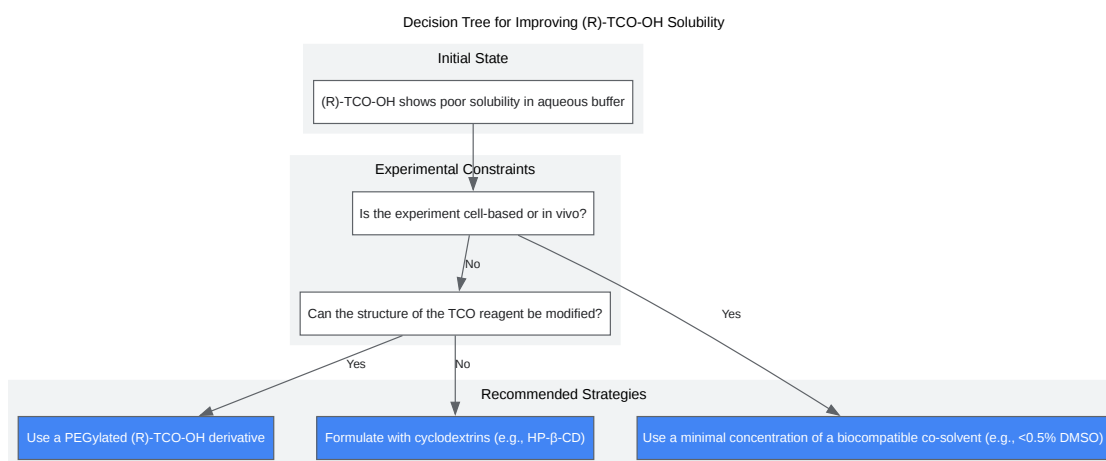 Decision Tree for Improving (R)-TCO-OH Solubility
Initial State
(R)-TCO-OH shows poor solubility in aqueous buffer
Experimental Constraints
Is the experiment cell-based or in vivo?
No
Can the structure of the TCO reagent be modified?
Yes
Yes
No
Recommended Strategies
Use a PEGylated (R)-TCO-OH derivative
Formulate with cyclodextrins (e.g., HP-β-CD)
Use a minimal concentration of a biocompatible co-solvent (e.g., <0.5% DMSO)